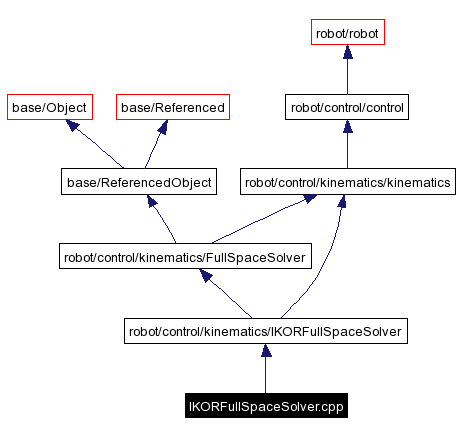 robot/robot
base/Object
base/Referenced
robot/control/control
base/ReferencedObject
robot/control/kinematics/kinematics
robot/control/kinematics/FullSpaceSolver
robot/control/kinematics/IKORFullSpaceSolver
IKORFullSpaceSolver.cpp